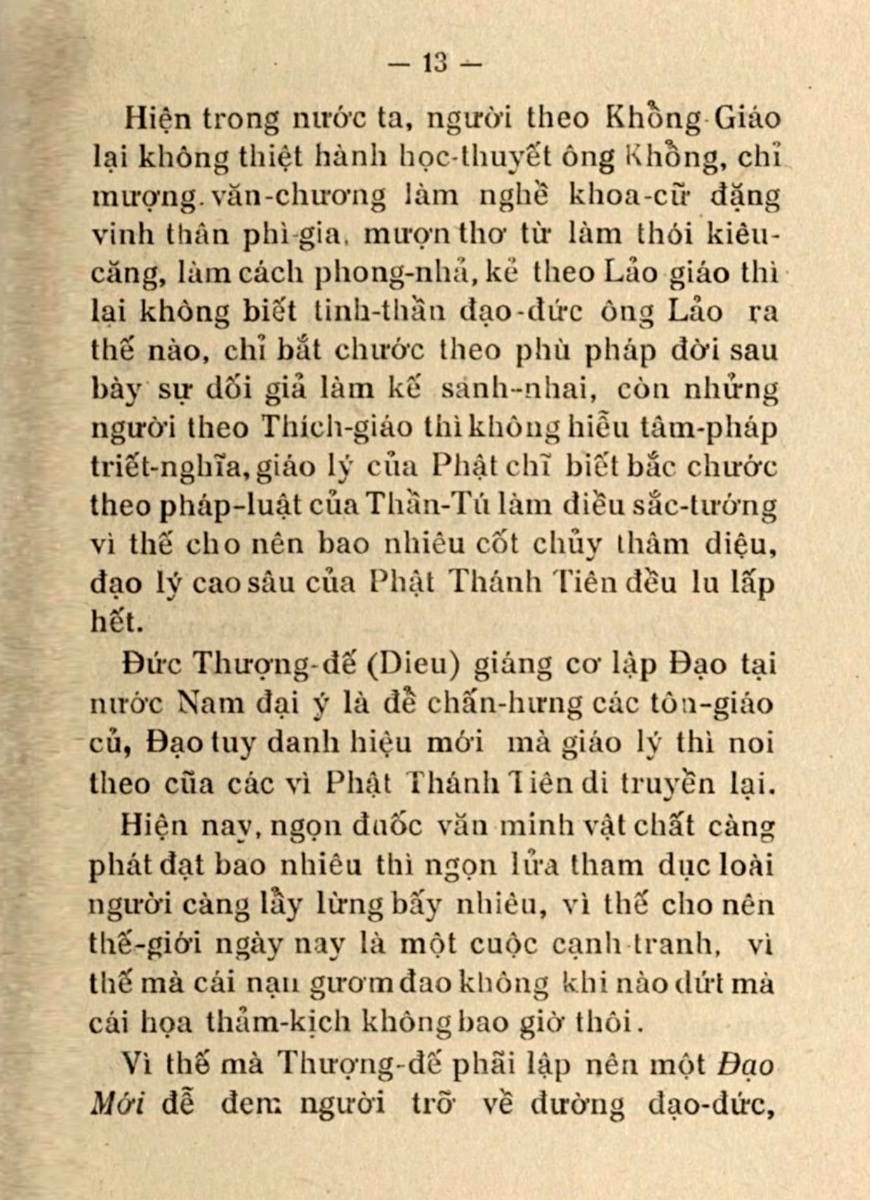 — 13 —
Hiện trong nước ta, người theo Khổng Giáo
lại không thiệt hành học-thuyết ông Khổng, chỉ
mượng văn-chương làm nghề khoa-cữ đặng
vinh thân phì-gia, mượn thơ từ làm thói kiêu-
căng, làm cách phong-nhả, kẻ theo Lảo giáo thì
lại không biết tinh-thần đạo-đức ông Lảo ra
thế nào, chỉ bắt chước theo phù pháp đời sau
bày sự dối giả làm kế sanh-nhai, còn nhửng
người theo Thích-giáo thì không hiễu tâm-pháp
triết-nghĩa, giáo lý của Phật chĩ biết bắc chước
theo pháp-luật của Thần-Tú làm điều sắc-tướng
vì thế cho nên bao nhiêu cốt chủy thâm diệu,
đạo lý cao sâu của Phật Thánh Tiên đều lu lấp
hết.
Đức Thượng-đế (Dieu) giáng cơ lập Đạo tại
nước Nam đại ý là đề chấn-hưng các tôn-giáo
củ, Đạo tuy danh hiệu mới mà giáo lý thì noi
theo cũa các vì Phật Thánh Tiên di truyền lại.
Hiện nay, ngọn đuốc văn minh vật chất càng
phát đạt bao nhiêu thì ngọn lửa tham dục loài
người càng lẩy lừng bấy nhiêu, vì thế cho nên
thế-giới ngày nay là một cuộc cạnh tranh, vì
thế mà cái nạn gươm đao không khi nào dứt mà
cái họa thảm-kịch không bao giờ thôi.
Vì thế mà Thượng-đế phãi lập nên một Đạo
Mới đễ đem người trỡ về đường đạo-đức,